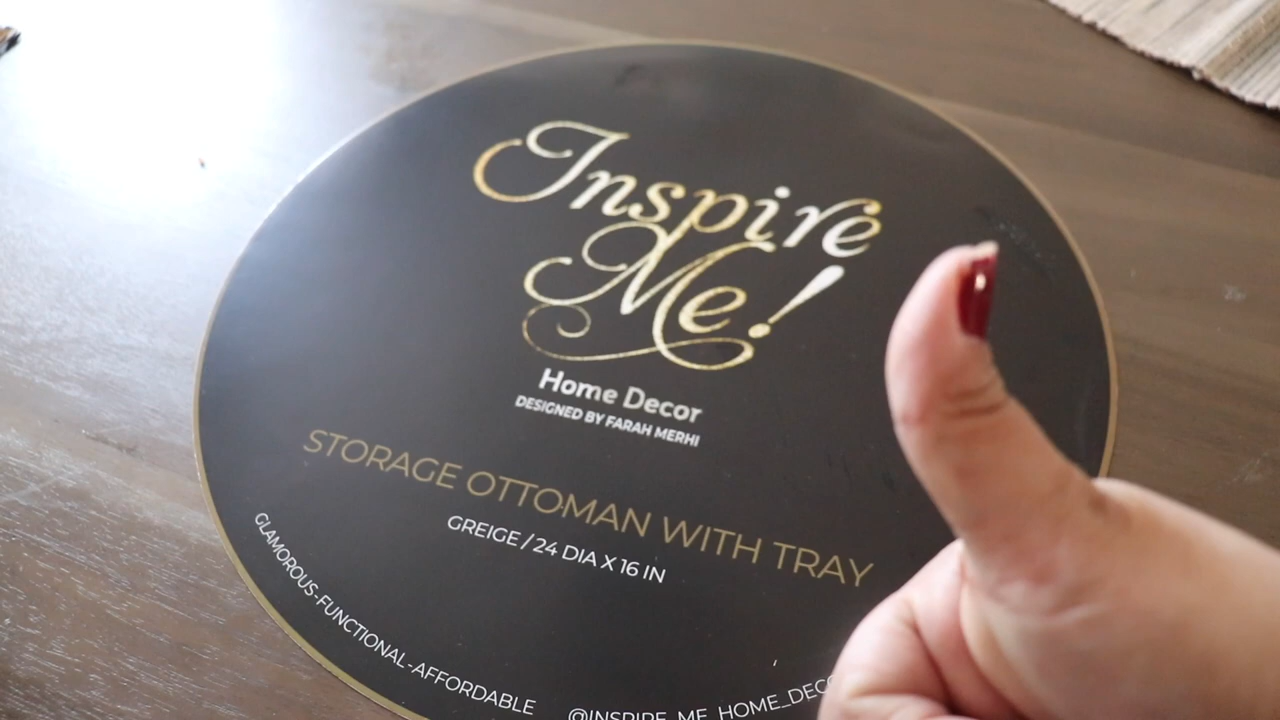 Inspire
Me!
Home Decor
DESIGNED BY FARAH MERHI
STORAGE OTTOMAN WITH TRAY
GREIGE / 24 DIA X 16 IN
GLAMOROUS-FUNCTIONAL-AFFORDABLE
@INSPIRE_ME_HOME_DECO